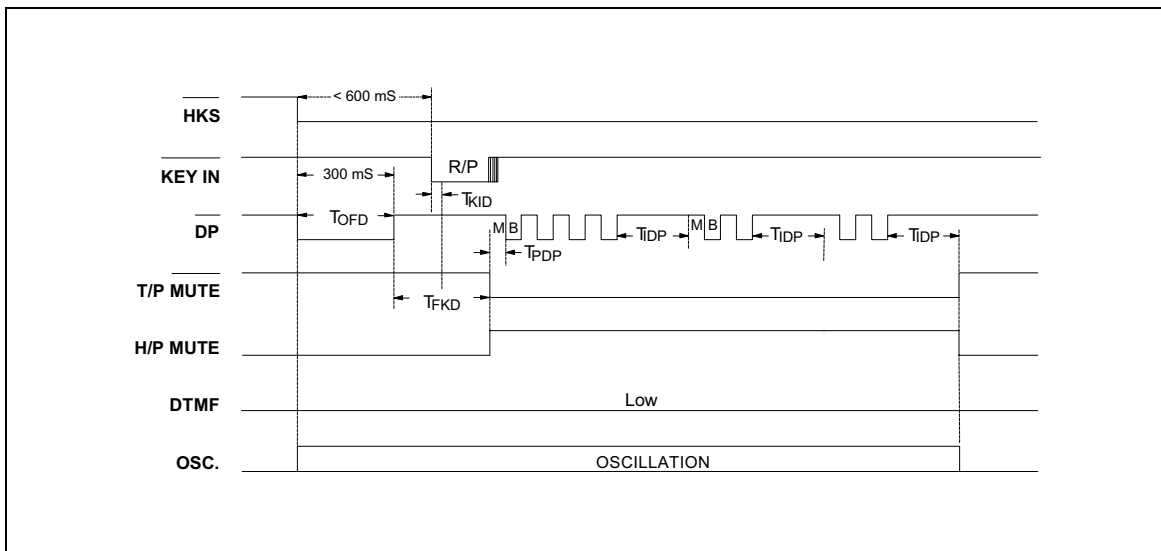 < 600 mS
HKS
KEY IN
R/P
300 mS
TKID
DP
TOFD
M B
TIDP
M B
TIDP
TIDP
TPDP
T/P MUTE
TFKD
H/P MUTE
DTMF
Low
OSC.
OSCILLATION